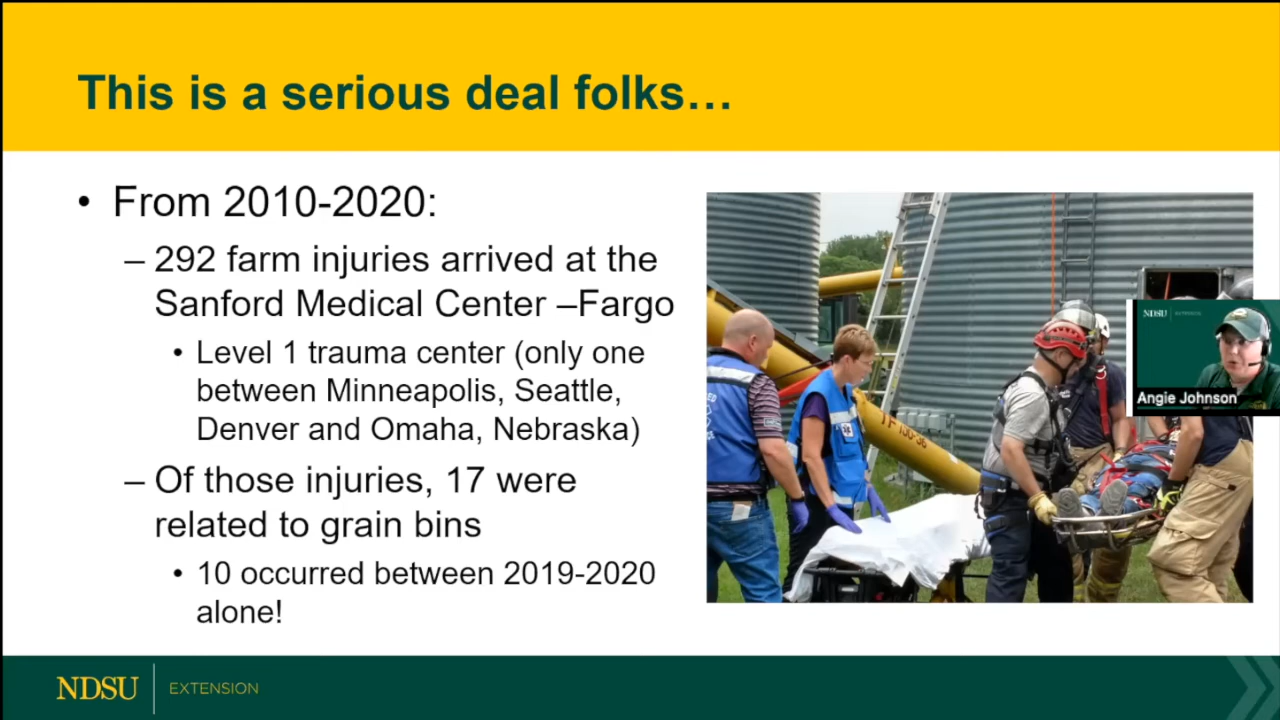 This is a serious deal folks…
• From 2010-2020:
– 292 farm injuries arrived at the
Sanford Medical Center –Fargo
• Level 1 trauma center (only one
between Minneapolis, Seattle,
Denver and Omaha, Nebraska)
– Of those injuries, 17 were
related to grain bins
• 10 occurred between 2019-2020
alone!
NDSU
EXTENSION
Angie Johnson
NDSU EXTENSION